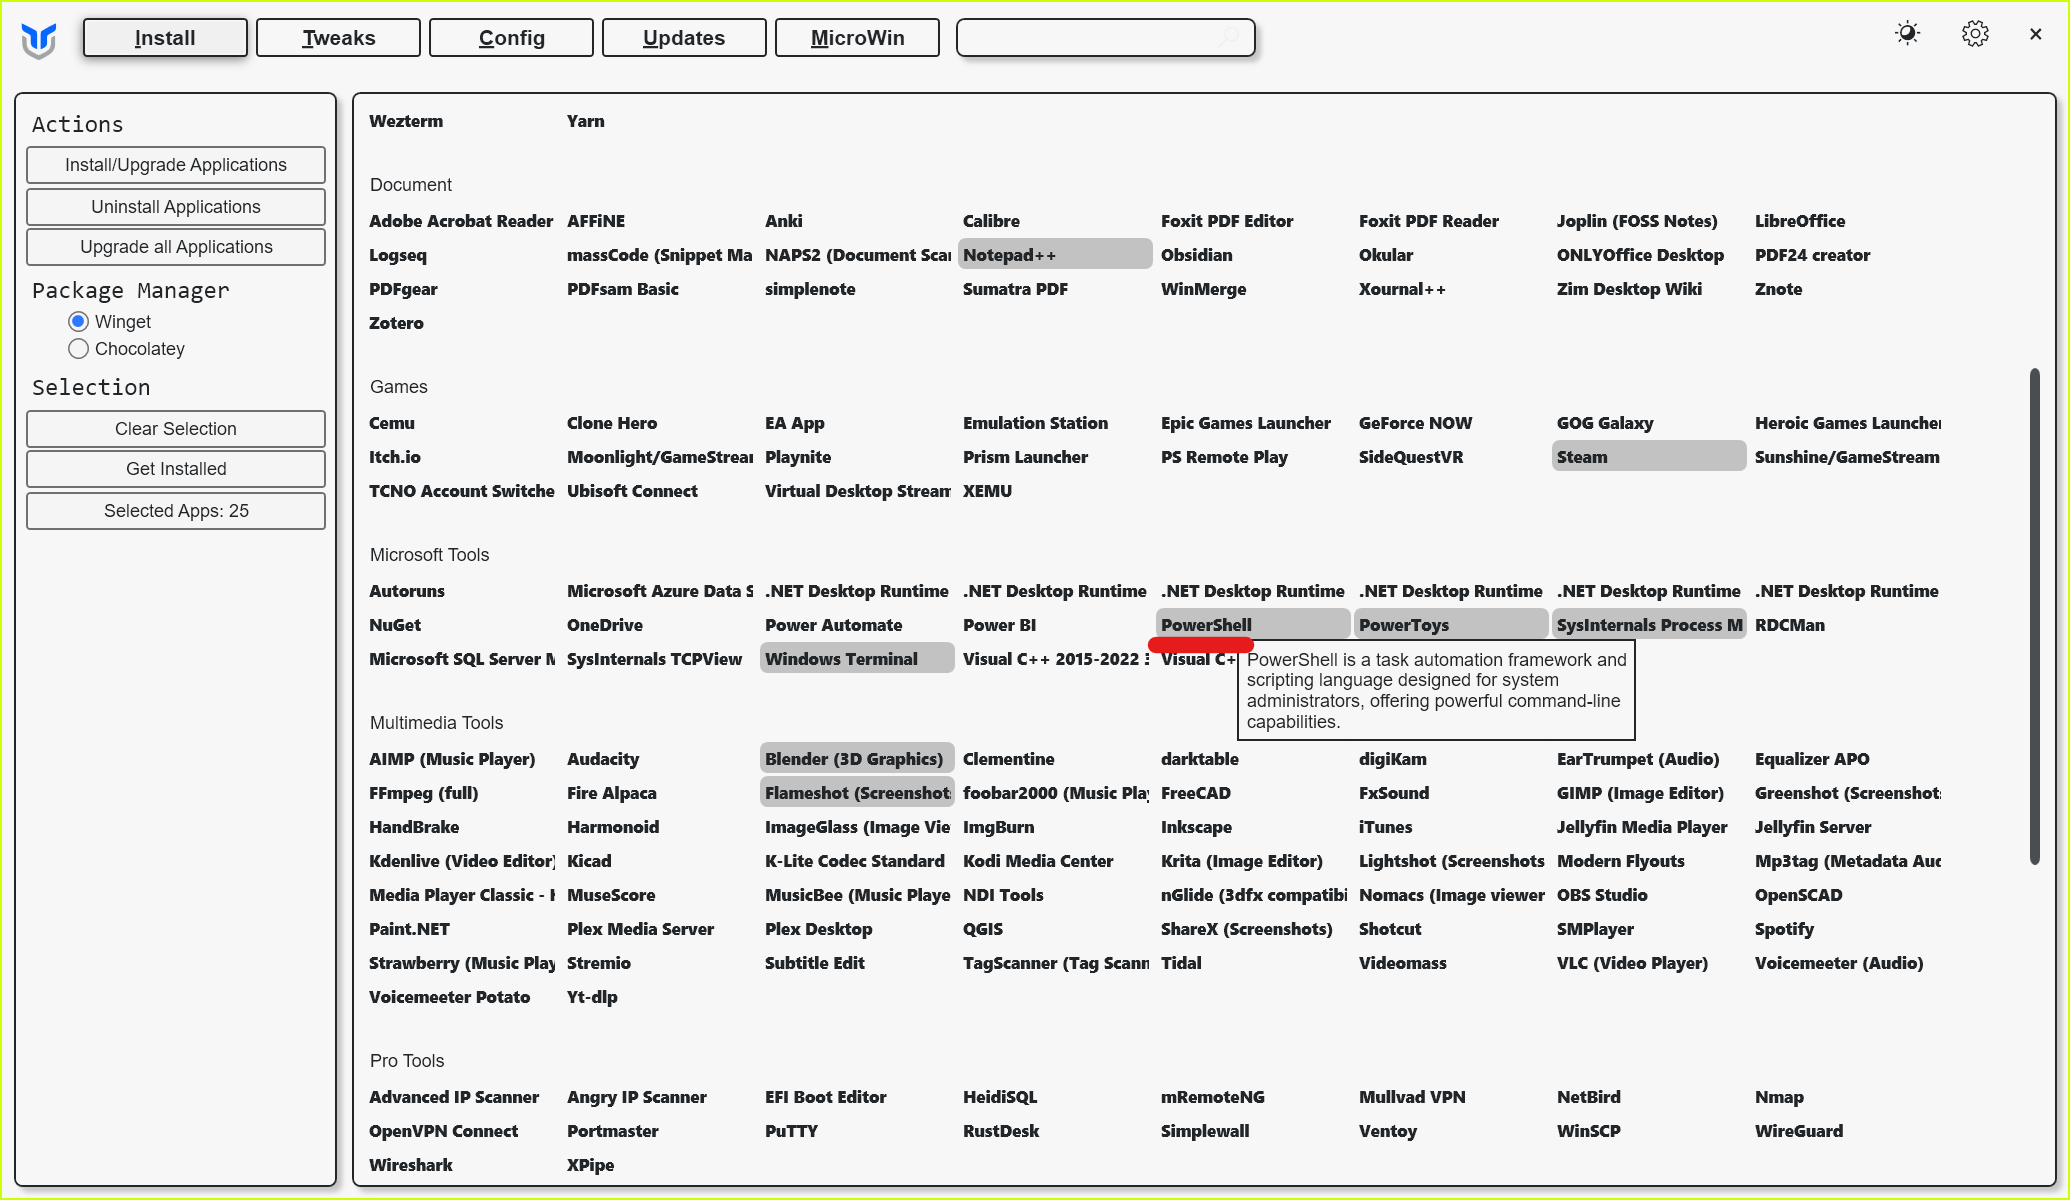 Install Tweaks Config Updates MicroWin
Actions
Install/Upgrade Applications
Uninstall Applications
Upgrade all Applications
Package Manager
Winget
Chocolatey
Selection
Clear Selection
Get Installed
Selected Apps: 25
Wezterm Yarn
Document
Adobe Acrobat Reader AFFiNE Anki Calibre Foxit PDF Editor Foxit PDF Reader Joplin (FOSS Notes) LibreOffice
Logseq massCode (Snippet Ma NAPS2 (Document Scan Notepad++ Obsidian Okular ONLYOffice Desktop PDF24 creator
PDFgear PDFsam Basic simplenote Sumatra PDF WinMerge Xournal++ Zim Desktop Wiki Znote
Zotero
Games
Cemu Clone Hero EA App Emulation Station Epic Games Launcher GeForce NOW GOG Galaxy Heroic Games Launcher
Itch.io Moonlight/GameStream Playnite Prism Launcher PS Remote Play SideQuestVR Steam Sunshine/GameStream
TCNO Account Switche Ubisoft Connect Virtual Desktop Stream XEMU
Microsoft Tools
Autoruns Microsoft Azure Data S .NET Desktop Runtime .NET Desktop Runtime .NET Desktop Runtime .NET Desktop Runtime .NET Desktop Runtime .NET Desktop Runtime
NuGet OneDrive Power Automate Power BI PowerShell PowerToys SysInternals Process M RDCMan
Microsoft SQL Server SysInternals TCPView Windows Terminal Visual C++ 2015-2022 Visual C+
PowerShell is a task automation framework and
scripting language designed for system
administrators, offering powerful command-line
capabilities.
Multimedia Tools
AIMP (Music Player) Audacity Blender (3D Graphics) Clementine darktable digiKam EarTrumpet (Audio) Equalizer APO
FFmpeg (full) Fire Alpaca Flameshot (Screenshots foobar2000 (Music Play FreeCAD FxSound GIMP (Image Editor) Greenshot (Screenshots
HandBrake Harmonoid ImageGlass (Image Vie ImgBurn Inkscape iTunes Jellyfin Media Player Jellyfin Server
Kdenlive (Video Editor) Kicad K-Lite Codec Standard Kodi Media Center Krita (Image Editor) Lightshot (Screenshots Modern Flyouts Mp3tag (Metadata Aud
Media Player Classic - MuseScore MusicBee (Music Playe NDI Tools nGlide (3dfx compatibi Nomacs (Image viewer OBS Studio OpenSCAD
Paint.NET Plex Media Server Plex Desktop QGIS ShareX (Screenshots) Shotcut SMPlayer Spotify
Strawberry (Music Play Stremio Subtitle Edit TagScanner (Tag Scann Tidal Videomass VLC (Video Player) Voicemeeter (Audio)
Voicemeeter Potato Yt-dlp
Pro Tools
Advanced IP Scanner Angry IP Scanner EFI Boot Editor HeidiSQL mRemoteNG Mullvad VPN NetBird Nmap
OpenVPN Connect Portmaster PuTTY RustDesk Simplewall Ventoy WinSCP WireGuard
Wireshark XPipe